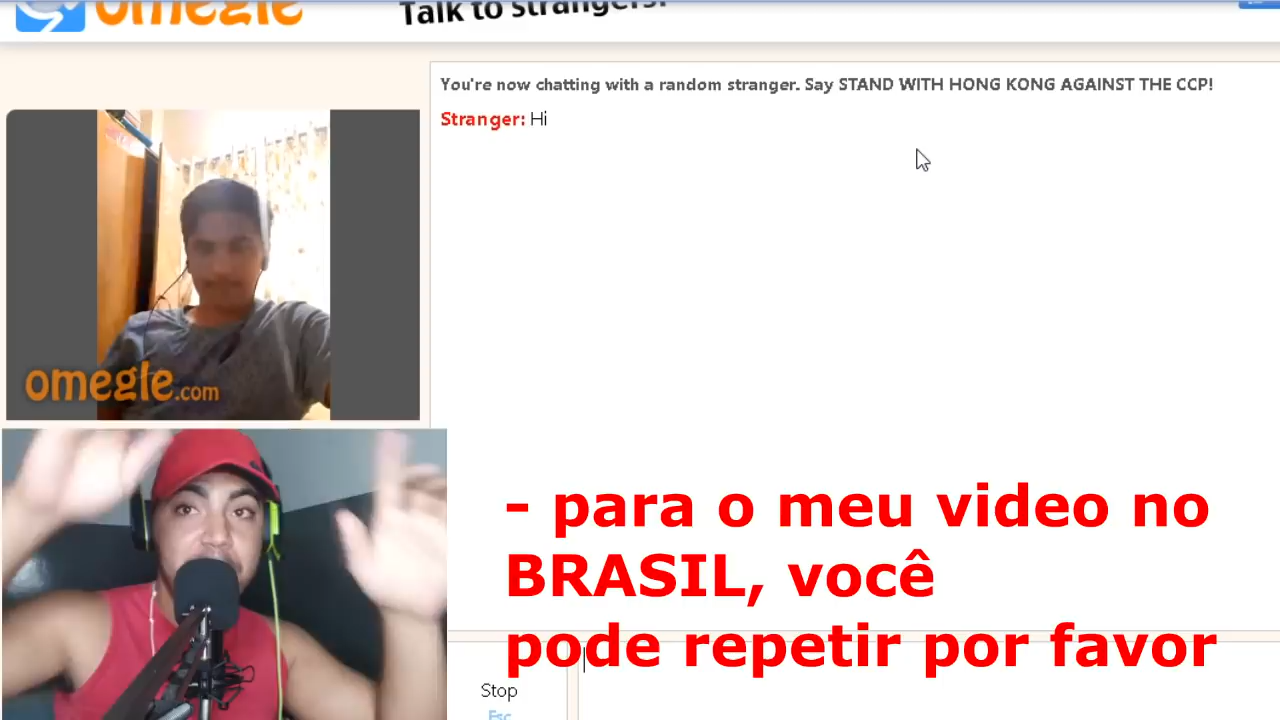 omegle
Talk to strangers!
You're now chatting with a random stranger. Say STAND WITH HONG KONG AGAINST THE CCP!
Stranger: Hi
omegle.com
- para o meu video no
BRASIL, você
pode repetir por favor
Stop
Esc